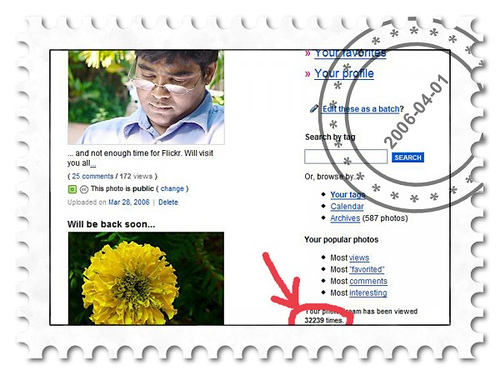 » Your favorites
» Your profile
Edit these as a batch?
2006-04-01
Search by tag
SEARCH
... and not enough time for Flickr. Will visit
you all...
( 25 comments / 172 views )
This photo is public ( change )
Uploaded on Mar 28, 2006 | Delete
Or, browse by...
Your tags
Calendar
Archives (587 photos)
Will be back soon...
Your popular photos
Most views
Most "favorited"
Most comments
Most interesting
Your photostream has been viewed
32239 times.